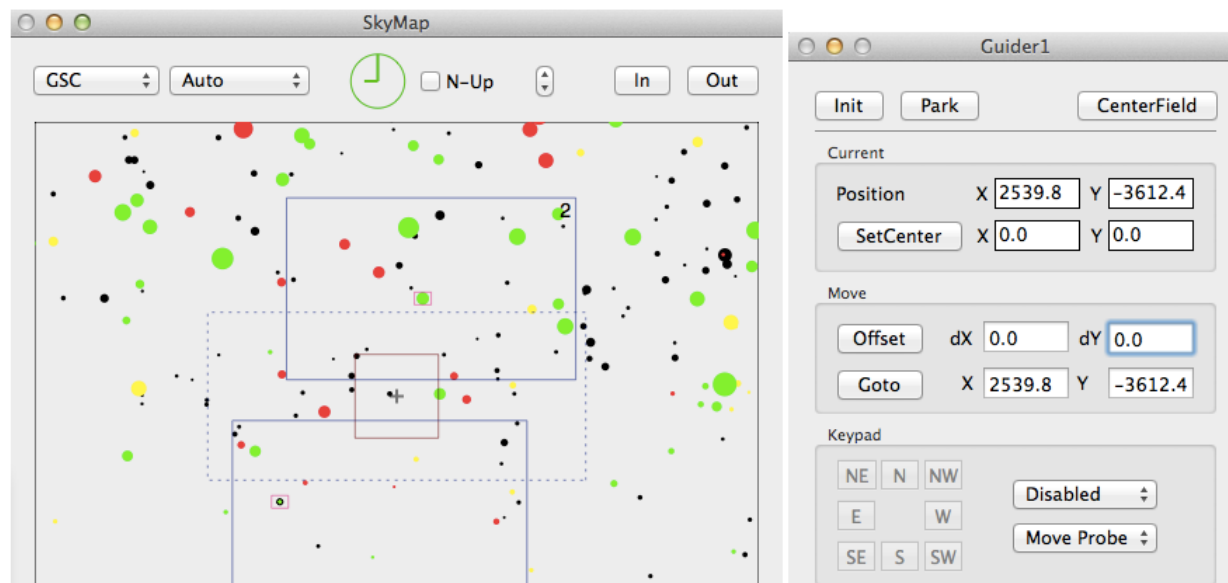 SkyMap
GSC Auto N-Up In Out
2
Guider1
Init Park CenterField
Current
Position X 2539.8 Y -3612.4
SetCenter X 0.0 Y 0.0
Move
Offset dX 0.0 dY 0.0
Goto X 2539.8 Y -3612.4
Keypad
NE N NW
Disabled
E W
Move Probe
SE S SW